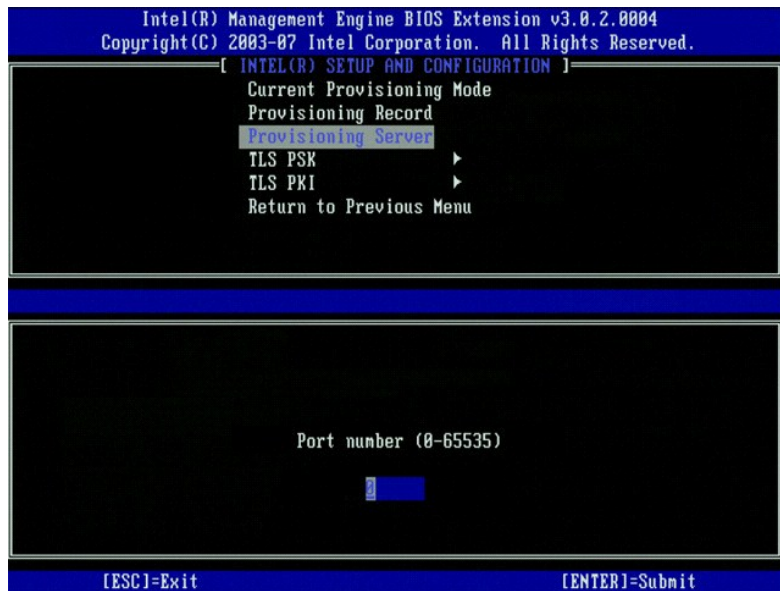 Intel(R) Management Engine BIOS Extension v3.0.2.0004
Copyright(C) 2003-07 Intel Corporation. All Rights Reserved.
[ INTEL(R) SETUP AND CONFIGURATION ]
Current Provisioning Mode
Provisioning Record
Provisioning Server
TLS PSK
TLS PKI
Return to Previous Menu
Port number (0-65535)
0
[ESC]=Exit [ENTER]=Submit